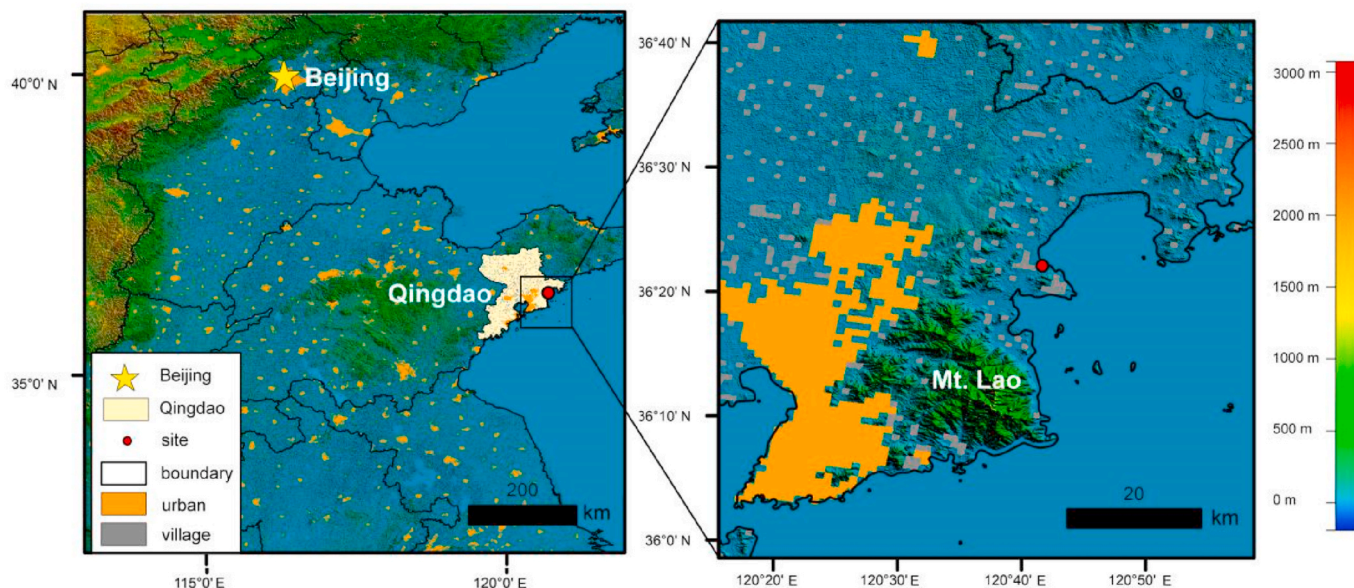 40°0′ N
35°0′ N
Beijing
Qingdao
Beijing
Qingdao
site
boundary
urban
village
200
km
115°0′ E
120°0′ E
36°40′ N
36°30′ N
36°20′ N
36°10′ N
36°0′ N
Mt. Lao
20
km
120°20′ E
120°30′ E
120°40′ E
120°50′ E
3000 m
2500 m
2000 m
1500 m
1000 m
500 m
0 m